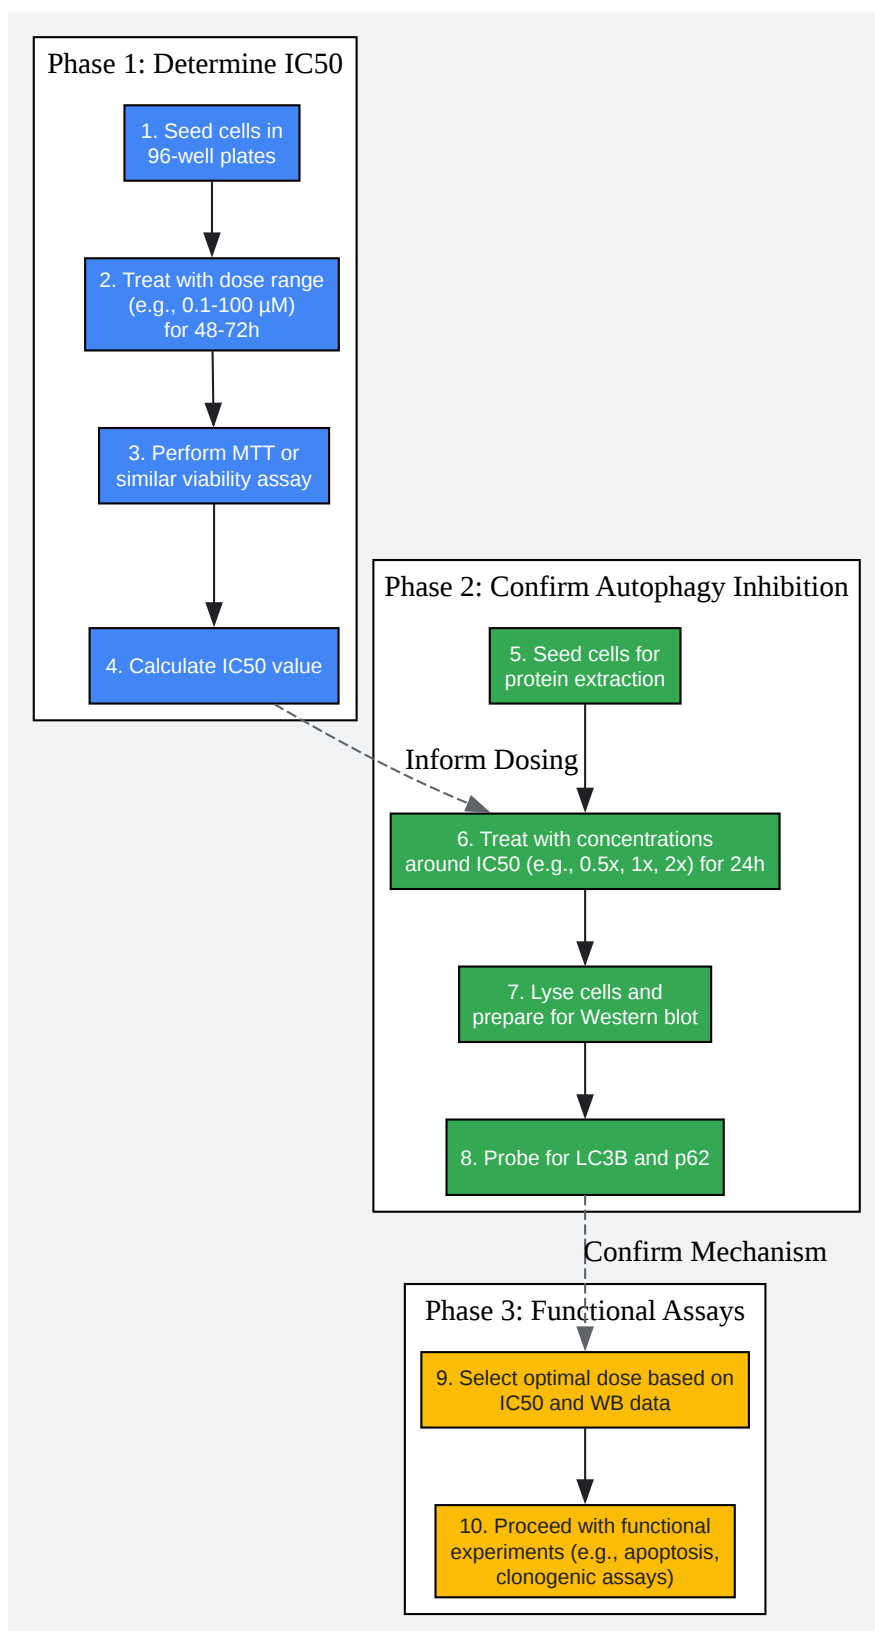 Phase 1: Determine IC50
1. Seed cells in
96-well plates
2. Treat with dose range
(e.g., 0.1-100 µM)
for 48-72h
3. Perform MTT or
similar viability assay
4. Calculate IC50 value
Phase 2: Confirm Autophagy Inhibition
5. Seed cells for
protein extraction
Inform Dosing
6. Treat with concentrations
around IC50 (e.g., 0.5x, 1x, 2x) for 24h
7. Lyse cells and
prepare for Western blot
8. Probe for LC3B and p62
Confirm Mechanism
Phase 3: Functional Assays
9. Select optimal dose based on
IC50 and WB data
10. Proceed with functional
experiments (e.g., apoptosis,
clonogenic assays)